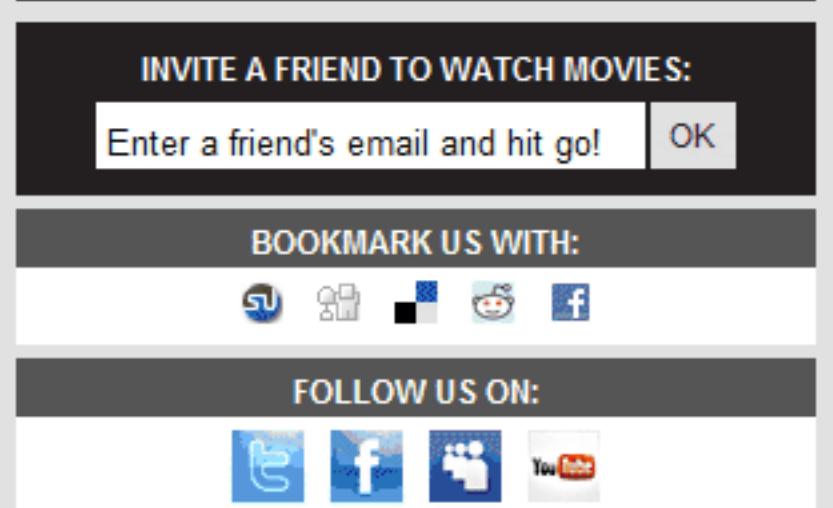 INVITE A FRIEND TO WATCH MOVIES:
Enter a friend's email and hit go! OK
BOOKMARK US WITH:
FOLLOW US ON:
You Tube